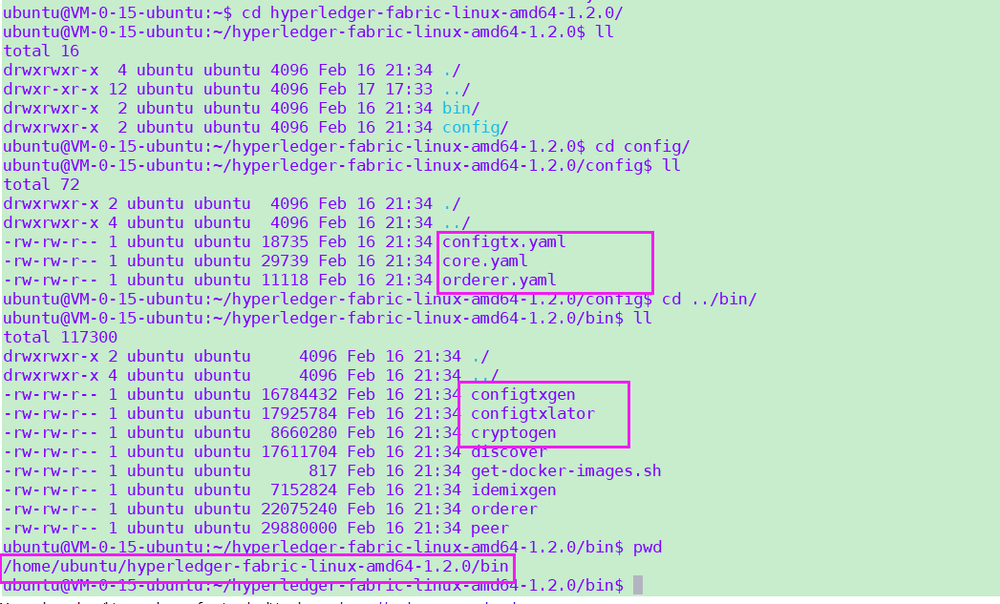 ubuntu@VM-0-15-ubuntu:~$ cd hyperledger-fabric-linux-amd64-1.2.0/
ubuntu@VM-0-15-ubuntu:~/hyperledger-fabric-linux-amd64-1.2.0$ ll
total 16
drwxrwxr-x  4 ubuntu ubuntu 4096 Feb 16 21:34 ./
drwxr-xr-x 12 ubuntu ubuntu 4096 Feb 17 17:33 ../
drwxrwxr-x  2 ubuntu ubuntu 4096 Feb 16 21:34 bin/
drwxrwxr-x  2 ubuntu ubuntu 4096 Feb 16 21:34 config/
ubuntu@VM-0-15-ubuntu:~/hyperledger-fabric-linux-amd64-1.2.0$ cd config/
ubuntu@VM-0-15-ubuntu:~/hyperledger-fabric-linux-amd64-1.2.0/config$ ll
total 72
drwxrwxr-x 2 ubuntu ubuntu  4096 Feb 16 21:34 ./
drwxrwxr-x 4 ubuntu ubuntu  4096 Feb 16 21:34 ../
-rw-rw-r-- 1 ubuntu ubuntu 18735 Feb 16 21:34 configtx.yaml
-rw-rw-r-- 1 ubuntu ubuntu 29739 Feb 16 21:34 core.yaml
-rw-rw-r-- 1 ubuntu ubuntu 11118 Feb 16 21:34 orderer.yaml
ubuntu@VM-0-15-ubuntu:~/hyperledger-fabric-linux-amd64-1.2.0/config$ cd ../bin/
ubuntu@VM-0-15-ubuntu:~/hyperledger-fabric-linux-amd64-1.2.0/bin$ ll
total 117300
drwxrwxr-x 2 ubuntu ubuntu     4096 Feb 16 21:34 ./
drwxrwxr-x 4 ubuntu ubuntu     4096 Feb 16 21:34 ../
-rw-rw-r-- 1 ubuntu ubuntu 16784432 Feb 16 21:34 configtxgen
-rw-rw-r-- 1 ubuntu ubuntu 17925784 Feb 16 21:34 configtxlator
-rw-rw-r-- 1 ubuntu ubuntu  8660280 Feb 16 21:34 cryptogen
-rw-rw-r-- 1 ubuntu ubuntu 17611704 Feb 16 21:34 discover
-rw-rw-r-- 1 ubuntu ubuntu      817 Feb 16 21:34 get-docker-images.sh
-rw-rw-r-- 1 ubuntu ubuntu  7152824 Feb 16 21:34 idemixgen
-rw-rw-r-- 1 ubuntu ubuntu 22075240 Feb 16 21:34 orderer
-rw-rw-r-- 1 ubuntu ubuntu 29880000 Feb 16 21:34 peer
ubuntu@VM-0-15-ubuntu:~/hyperledger-fabric-linux-amd64-1.2.0/bin$ pwd
/home/ubuntu/hyperledger-fabric-linux-amd64-1.2.0/bin
ubuntu@VM-0-15-ubuntu:~/hyperledger-fabric-linux-amd64-1.2.0/bin$